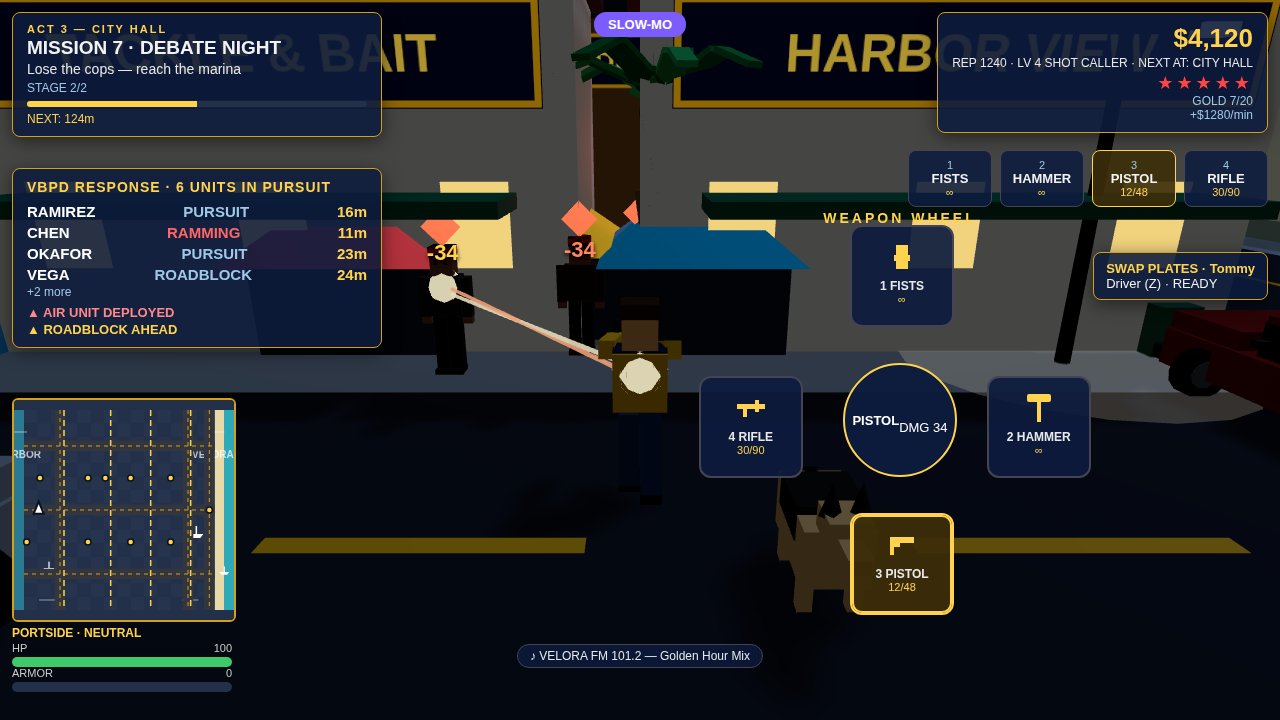 ACT 3 — CITY HALL
MISSION 7 · DEBATE NIGHT
Lose the cops — reach the marina
STAGE 2/2
NEXT: 124m
SLOW-MO
& BAIT
HARBOR VIEW
$4,120
REP 1240 · LV 4 SHOT CALLER · NEXT AT: CITY HALL
★★★★★
GOLD 7/20
+$1280/min
VBPD RESPONSE · 6 UNITS IN PURSUIT
RAMIREZ PURSUIT 16m
CHEN RAMMING 11m
OKAFOR PURSUIT 23m
VEGA ROADBLOCK 24m
+2 more
▲ AIR UNIT DEPLOYED
▲ ROADBLOCK AHEAD
1 FISTS ∞
2 HAMMER ∞
3 PISTOL 12/48
4 RIFLE 30/90
WEAPON WHEEL
-34
-34
1 FISTS
∞
SWAP PLATES · Tommy
Driver (Z) · READY
4 RIFLE
30/90
PISTOL DMG 34
2 HAMMER
∞
3 PISTOL
12/48
RBOR
VE
ORA
PORTSIDE · NEUTRAL
HP 100
ARMOR 0
♪ VELORA FM 101.2 — Golden Hour Mix